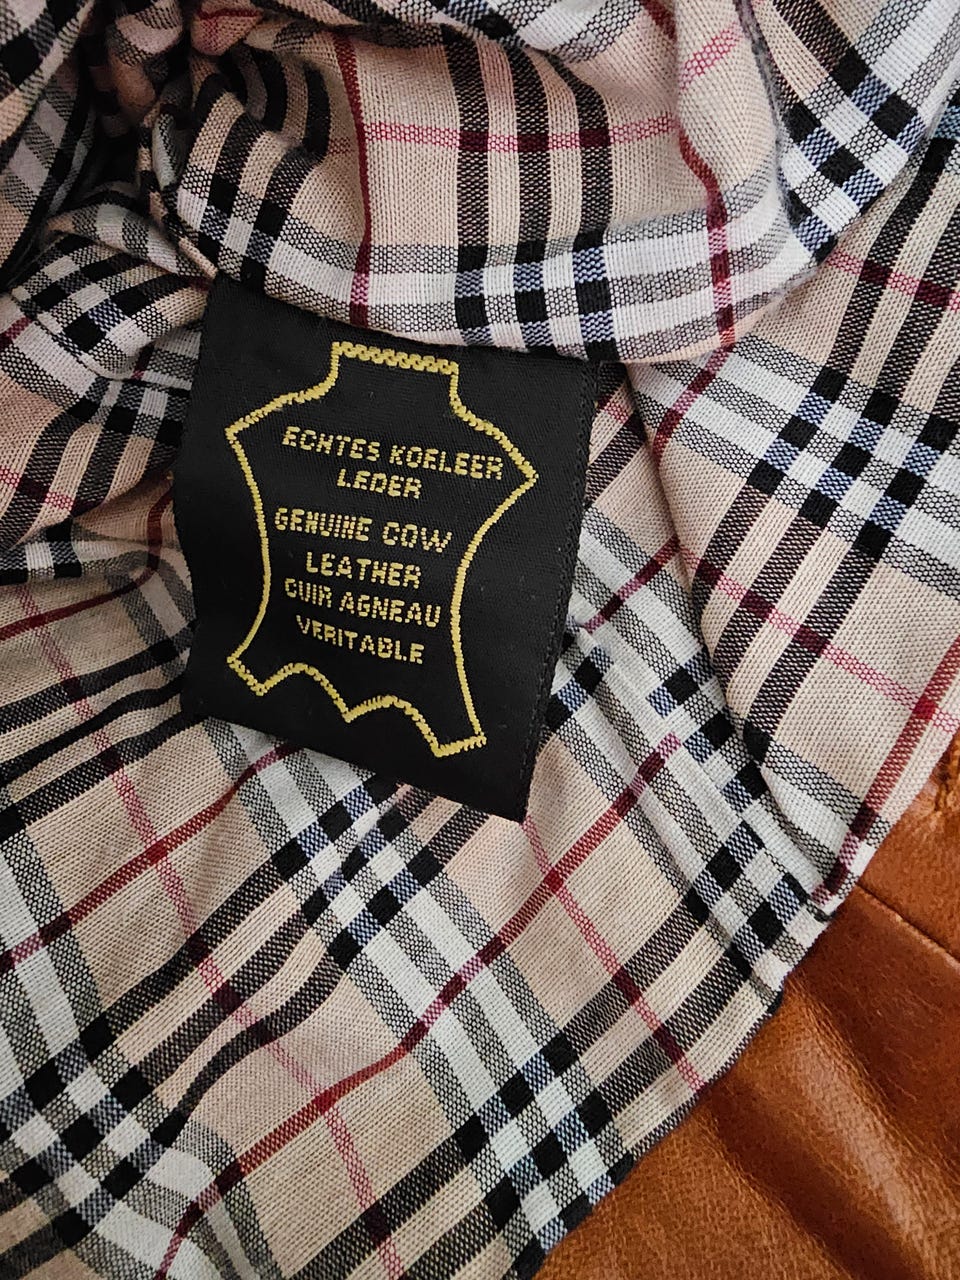 ECHTES KOELEER
LEDER
GENUINE COW
LEATHER
CUIR AGNEAU
VERITABLE